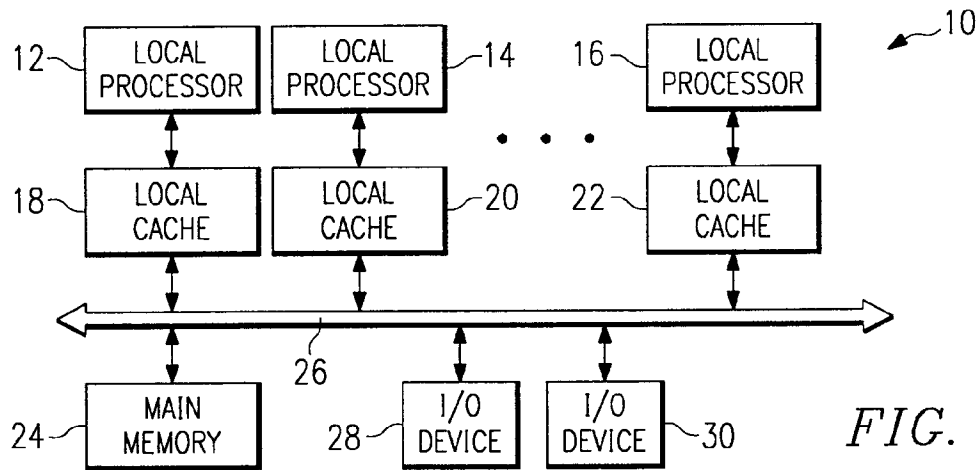 10
12
LOCAL
PROCESSOR
14
LOCAL
PROCESSOR
16
LOCAL
PROCESSOR
18
LOCAL
CACHE
20
LOCAL
CACHE
22
LOCAL
CACHE
26
24
MAIN
MEMORY
28
I/O
DEVICE
I/O
DEVICE
30
FIG.